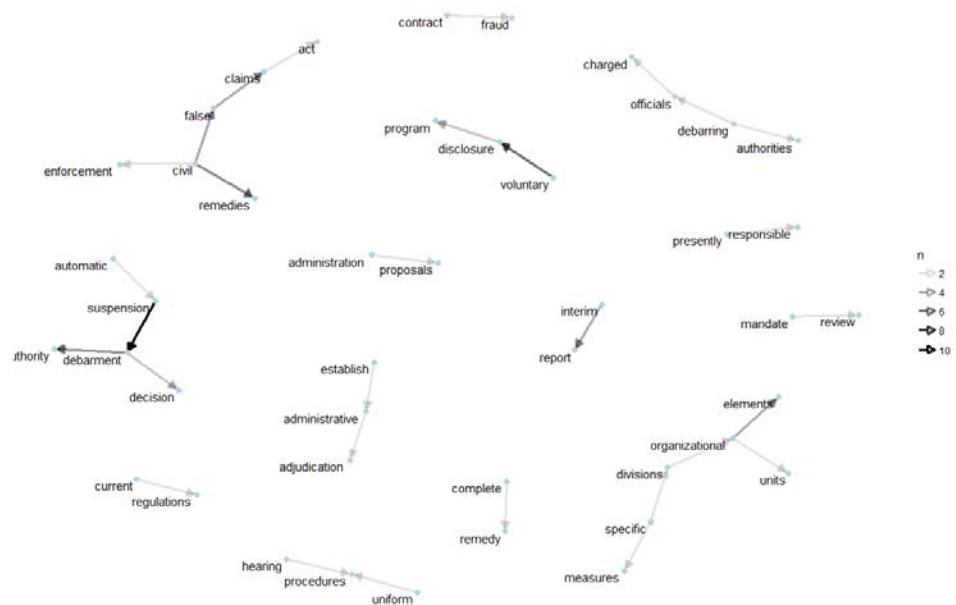 contract
fraud
act
claims
charged
false
officials
program
debarring
disclosure
authorities
enforcement
civil
voluntary
remedies
presently
responsible
automatic
administration
proposals
n
2
suspension
4
interim
6
mandate
review
8
uthority
debarment
report
10
establish
decision
elements
administrative
organizational
adjudication
divisions
units
current
complete
regulations
specific
remedy
hearing
procedures
measures
uniform